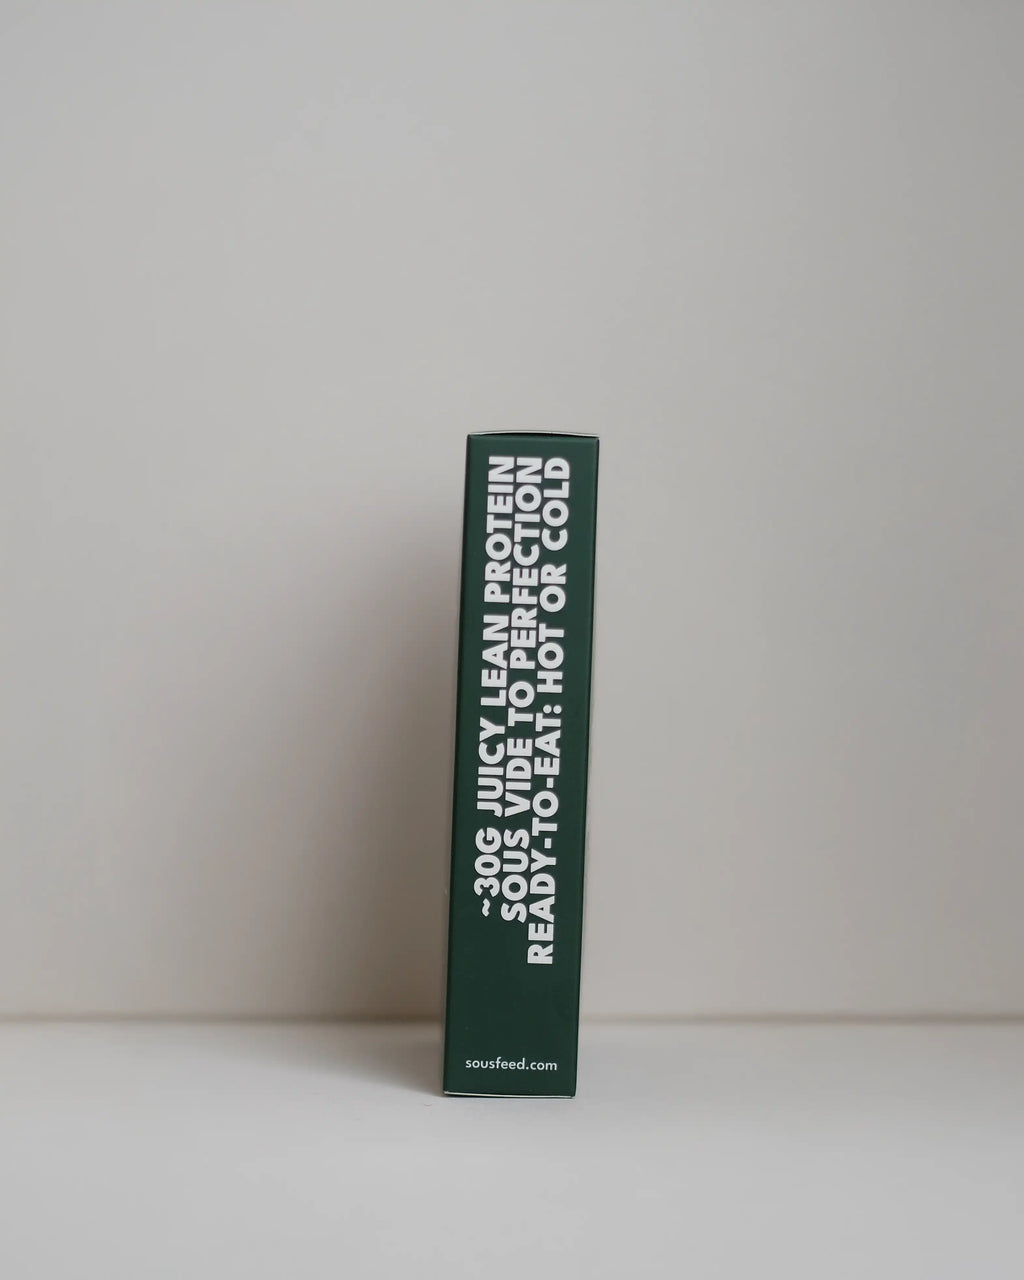 ~30G JUICY LEAN PROTEIN
SOUS VIDE TO PERFECTION
READY-TO-EAT: HOT OR COLD
sousfeed.com